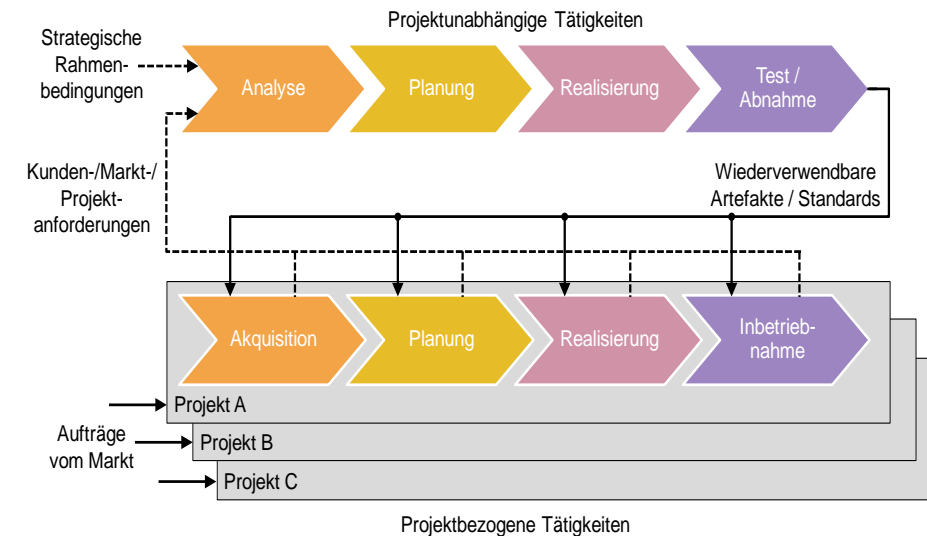 Projektunabhängige Tätigkeiten
Strategische
Rahmen-
bedingungen
Analyse
Planung
Realisierung
Test /
Abnahme
Kunden-/Markt-/
Projekt-
anforderungen
Wiederverwendbare
Artefakte / Standards
Akquisition
Planung
Realisierung
Inbetrieb-
nahme
Projekt A
Aufträge
vom Markt
Projekt B
Projekt C
Projektbezogene Tätigkeiten